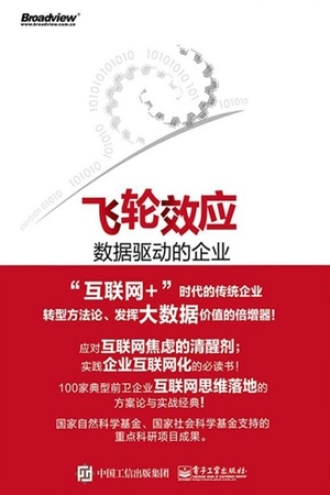 Broadview®
www.broadview.com.cn
飞轮效应
数据驱动的企业
“互联网+”时代的传统企业
转型方法论、发挥大数据价值的倍增器！
应对互联网焦虑的清醒剂；
实践企业互联网化的必读书！
100家典型前卫企业互联网思维落地的
方案论与实战经典！
国家自然科学基金、国家社会科学基金支持的
重点科研项目成果。
中国工信出版集团
电子工业出版社